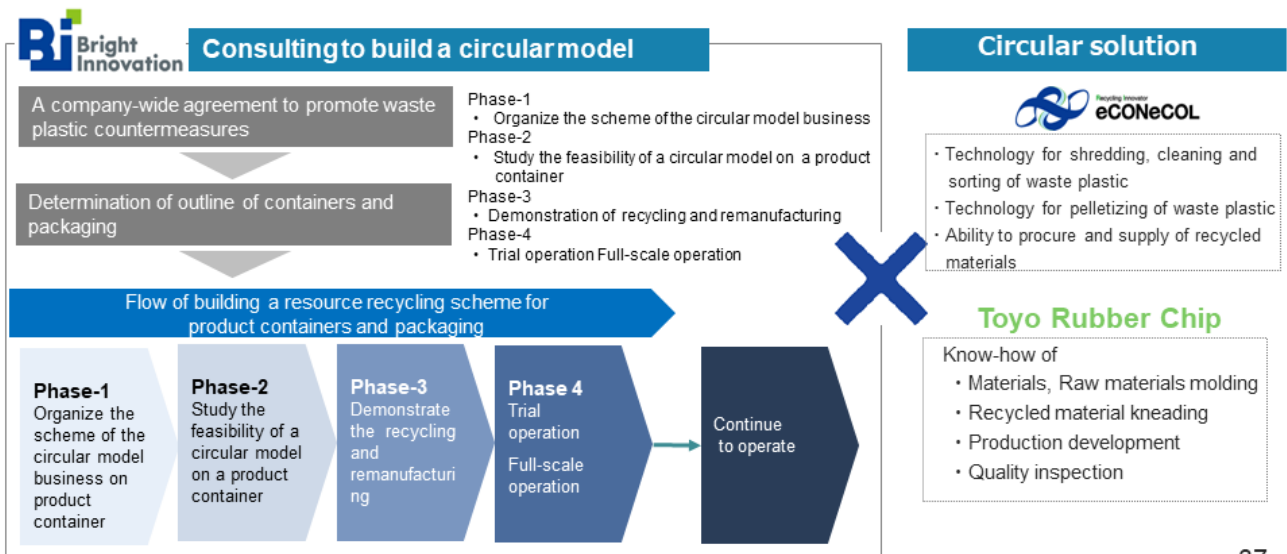 Bi Bright
Innovation
Consulting to build a circular model
A company-wide agreement to promote waste
plastic countermeasures
Determination of outline of containers and
packaging
Phase-1
・ Organize the scheme of the circular model business
Phase-2
・ Study the feasibility of a circular model on a product
container
Phase-3
・ Demonstration of recycling and remanufacturing
Phase-4
・ Trial operation Full-scale operation
Flow of building a resource recycling scheme for
product containers and packaging
Phase-1
Organize the
scheme of the
circular model
business on
product
container
Phase-2
Study the
feasibility of a
circular model
on a product
container
Phase-3
Demonstrate
the recycling
and
remanufacturi
ng
Phase 4
Trial
operation
Full-scale
operation
Continue
to operate
Circular solution
Recycling Innovator
eCONeCOL
・Technology for shredding, cleaning and
sorting of waste plastic
・Technology for pelletizing of waste plastic
・Ability to procure and supply of recycled
materials
Toyo Rubber Chip
Know-how of
・Materials, Raw materials molding
・Recycled material kneading
・Production development
・Quality inspection